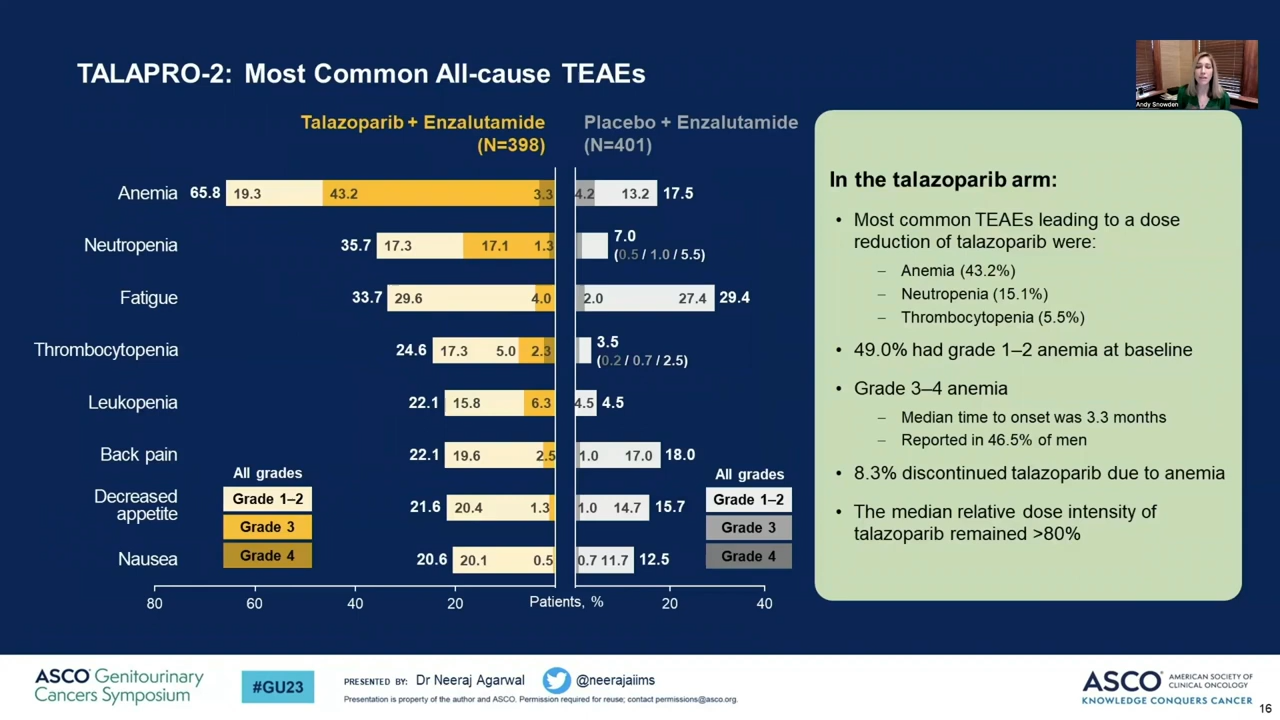 TALAPRO-2: Most Common All-cause TEAEs
Andy Snowden
Talazoparib + Enzalutamide
(N=398)
Placebo + Enzalutamide
(N=401)
Anemia 65.8 19.3 43.2 3.3 4.2 13.2 17.5
Neutropenia 35.7 17.3 17.1 1.3 7.0
(0.5 / 1.0 / 5.5)
Fatigue 33.7 29.6 4.0 2.0 27.4 29.4
Thrombocytopenia 24.6 17.3 5.0 2.3 3.5
(0.2 / 0.7 / 2.5)
Leukopenia 22.1 15.8 6.3 4.5 4.5
Back pain 22.1 19.6 2.5 1.0 17.0 18.0
Decreased
appetite 21.6 20.4 1.3 1.0 14.7 15.7
Nausea 20.6 20.1 0.5 0.7 11.7 12.5
All grades
Grade 1–2
Grade 3
Grade 4
All grades
Grade 1–2
Grade 3
Grade 4
80 60 40 20 Patients, % 20 40
In the talazoparib arm:
• Most common TEAEs leading to a dose
reduction of talazoparib were:
– Anemia (43.2%)
– Neutropenia (15.1%)
– Thrombocytopenia (5.5%)
• 49.0% had grade 1–2 anemia at baseline
• Grade 3–4 anemia
– Median time to onset was 3.3 months
– Reported in 46.5% of men
• 8.3% discontinued talazoparib due to anemia
• The median relative dose intensity of
talazoparib remained >80%
ASCO® Genitourinary
Cancers Symposium
#GU23
PRESENTED BY: Dr Neeraj Agarwal @neerajaiims
Presentation is property of the author and ASCO. Permission required for reuse; contact permissions@asco.org.
ASCO® AMERICAN SOCIETY OF
CLINICAL ONCOLOGY
KNOWLEDGE CONQUERS CANCER
16